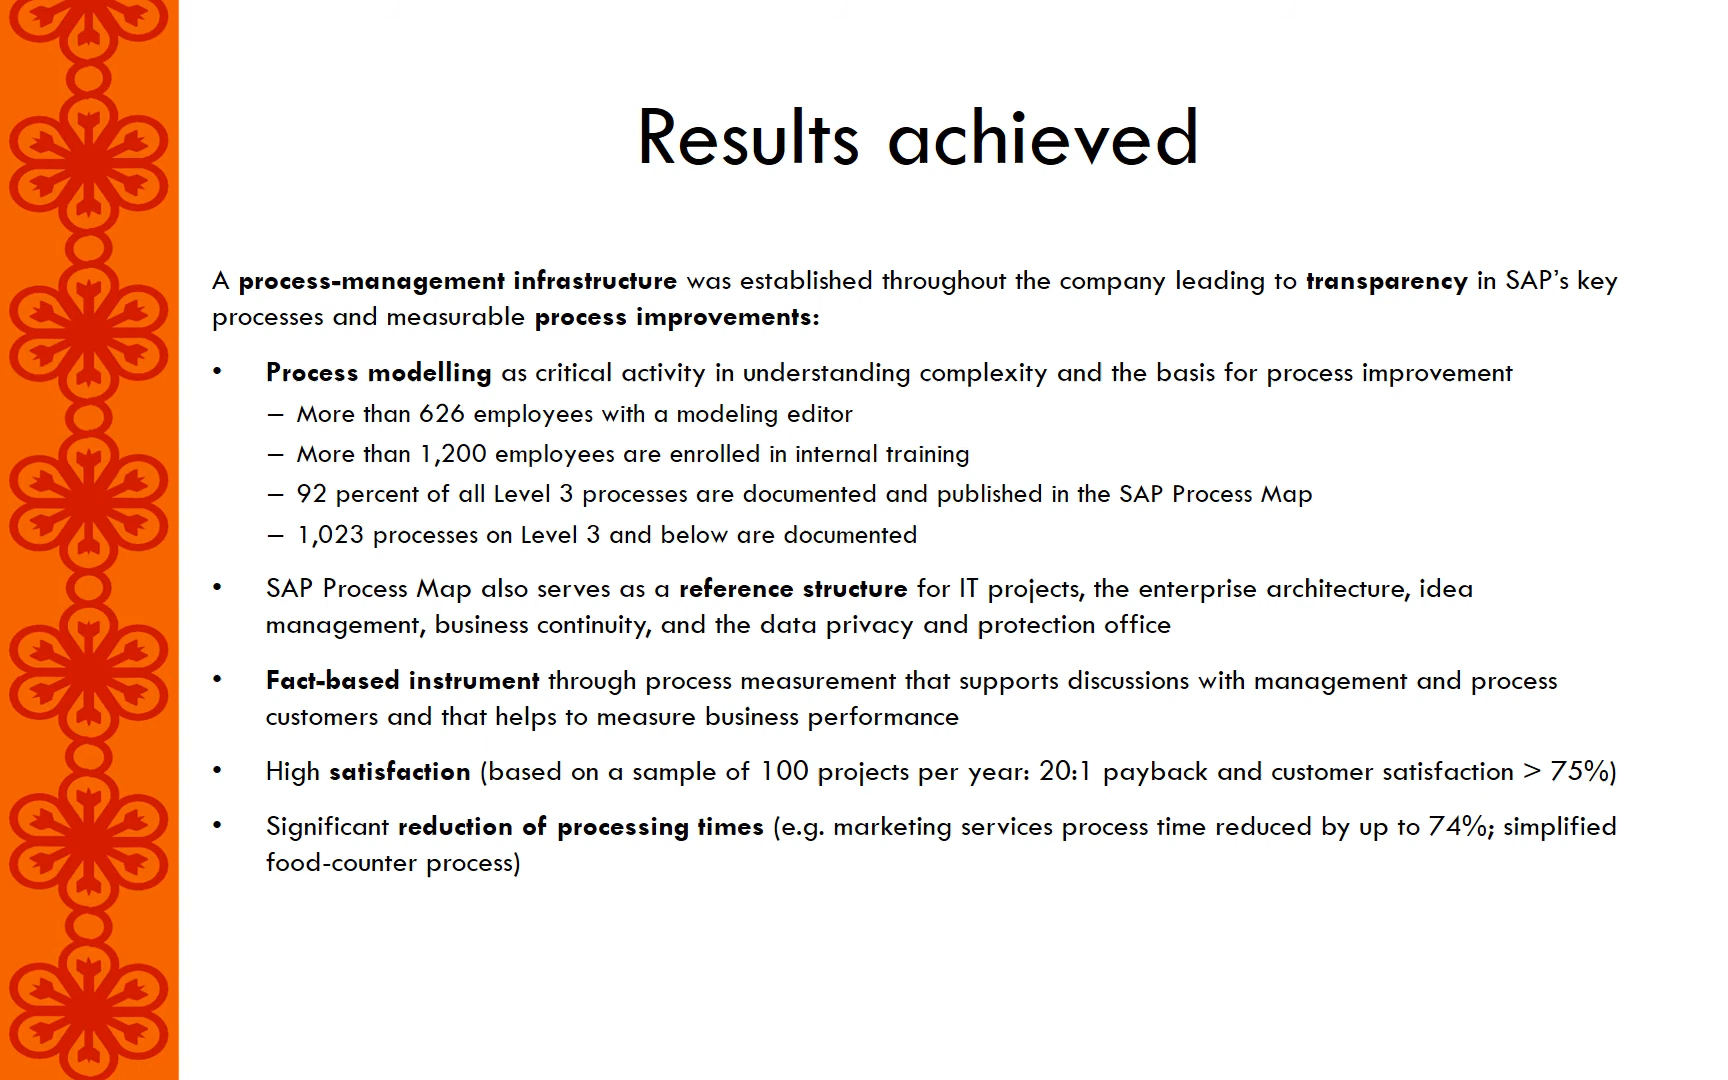 Results achieved
A process-management infrastructure was established throughout the company leading to transparency in SAP’s key
processes and measurable process improvements:
• Process modelling as critical activity in understanding complexity and the basis for process improvement
– More than 626 employees with a modeling editor
– More than 1,200 employees are enrolled in internal training
– 92 percent of all Level 3 processes are documented and published in the SAP Process Map
– 1,023 processes on Level 3 and below are documented
• SAP Process Map also serves as a reference structure for IT projects, the enterprise architecture, idea
management, business continuity, and the data privacy and protection office
• Fact-based instrument through process measurement that supports discussions with management and process
customers and that helps to measure business performance
• High satisfaction (based on a sample of 100 projects per year: 20:1 payback and customer satisfaction > 75%)
• Significant reduction of processing times (e.g. marketing services process time reduced by up to 74%; simplified
food-counter process)